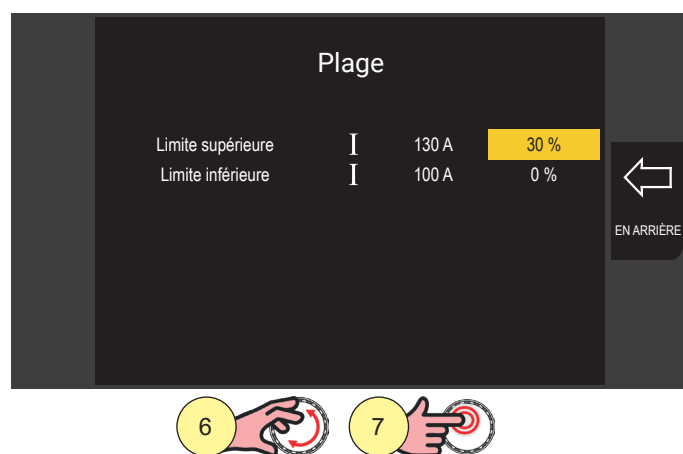 Plage
Limite supérieure I 130 A 30 %
Limite inférieure I 100 A 0 %
EN ARRIÈRE
6 7